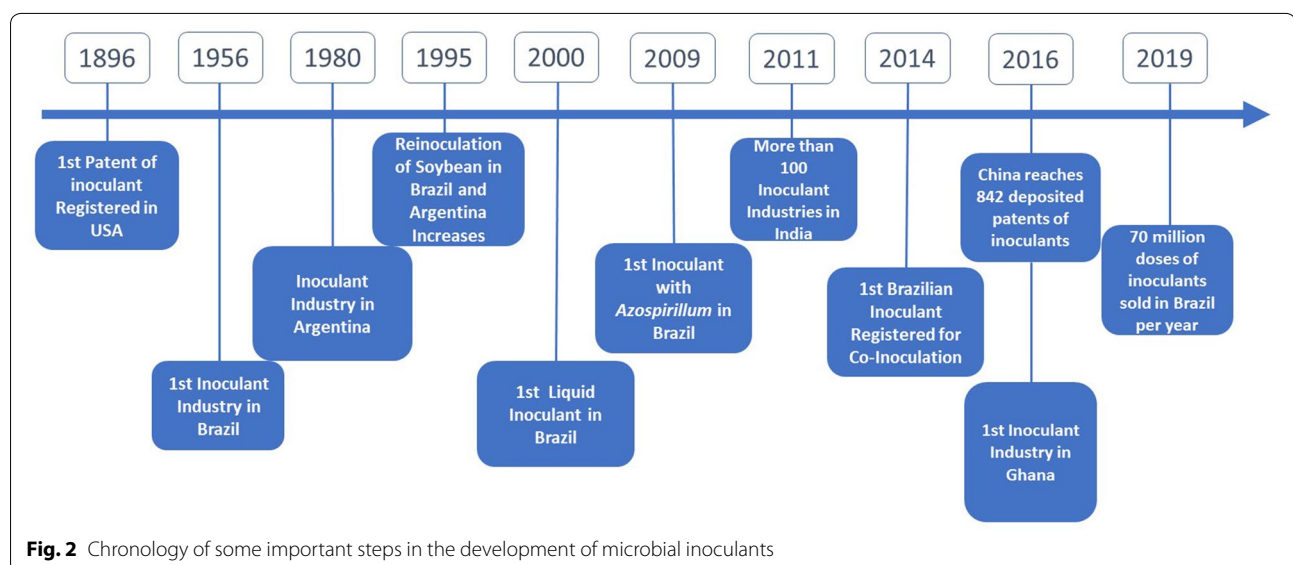 1896
1956
1980
1995
2000
2009
2011
2014
2016
2019
1st Patent of
inoculant
Registered in
USA
1st Inoculant
Industry in
Brazil
Inoculant
Industry in
Argentina
Reinoculation
of Soybean in
Brazil and
Argentina
Increases
1st Liquid
Inoculant in
Brazil
1st Inoculant
with
Azospirillum in
Brazil
More than
100
Inoculant
Industries in
India
1st Brazilian
Inoculant
Registered for
Co-Inoculation
China reaches
842 deposited
patents of
inoculants
1st Inoculant
Industry in
Ghana
70 million
doses of
inoculants
sold in Brazil
per year
Fig. 2 Chronology of some important steps in the development of microbial inoculants